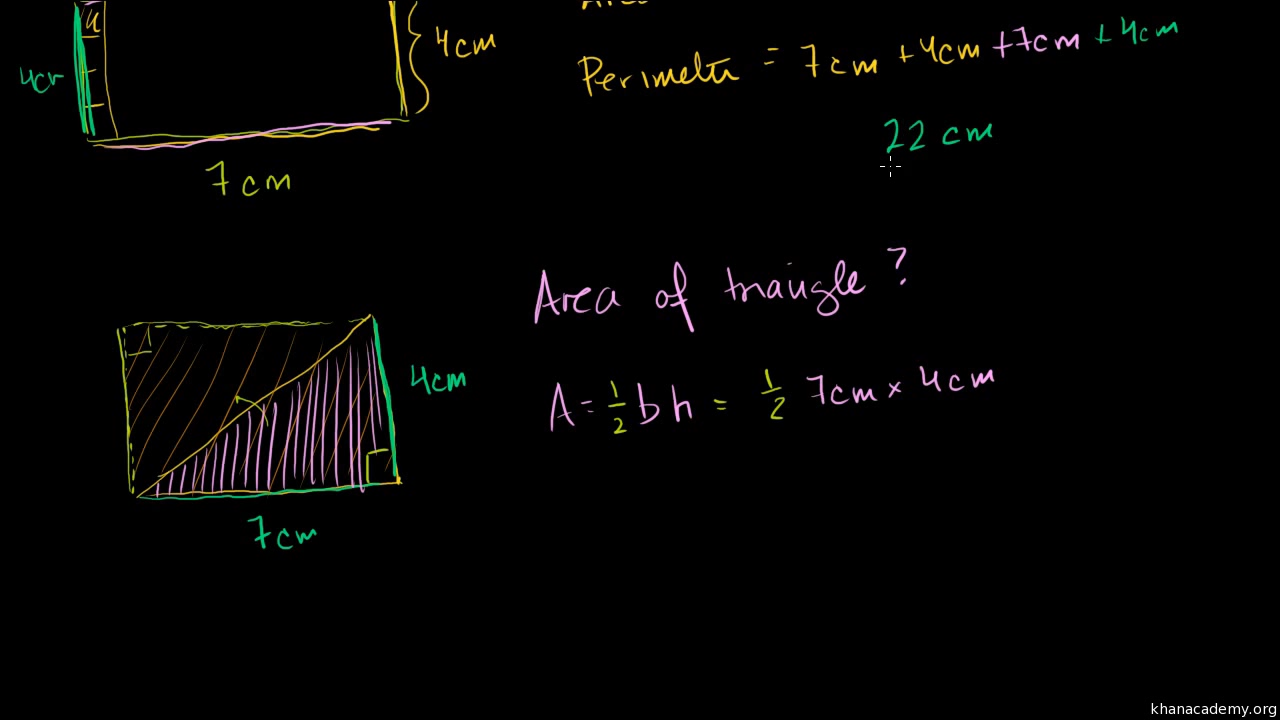 4cm
Perimeter = 7cm +4cm +7cm +4cm
22 cm
7cm
Area of triangle?
4cm
A = 1/2 b h = 1/2 7cm × 4cm
7cm
khanacademy.org